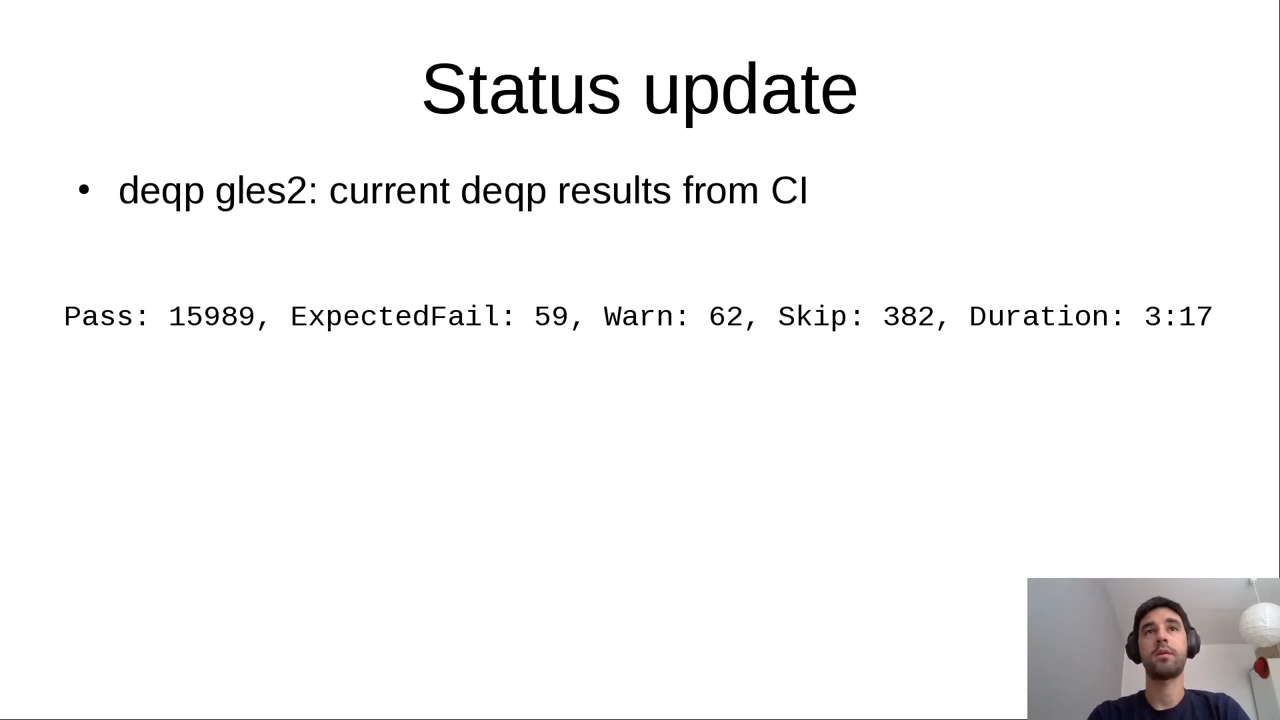 Status update
• deqp gles2: current deqp results from CI
Pass: 15989, ExpectedFail: 59, Warn: 62, Skip: 382, Duration: 3:17